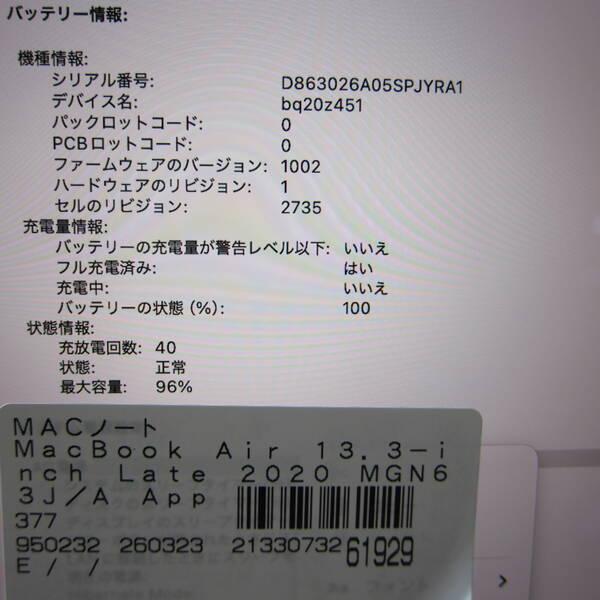 バッテリー情報:
機種情報:
シリアル番号: D863026A05SPJYRA1
デバイス名: bq20z451
パックロットコード: 0
PCBロットコード: 0
ファームウェアのバージョン: 1002
ハードウェアのリビジョン: 1
セルのリビジョン: 2735
充電量情報:
バッテリーの充電量が警告レベル以下: いいえ
フル充電済み: はい
充電中: いいえ
バッテリーの状態 (%): 100
状態情報:
充放電回数: 40
状態: 正常
最大容量: 96%
MACノート
MacBook Air 13.3-i
nch Late 2020 MGN6
3J/A App
377
950232 260323 21330732 61929
E / /